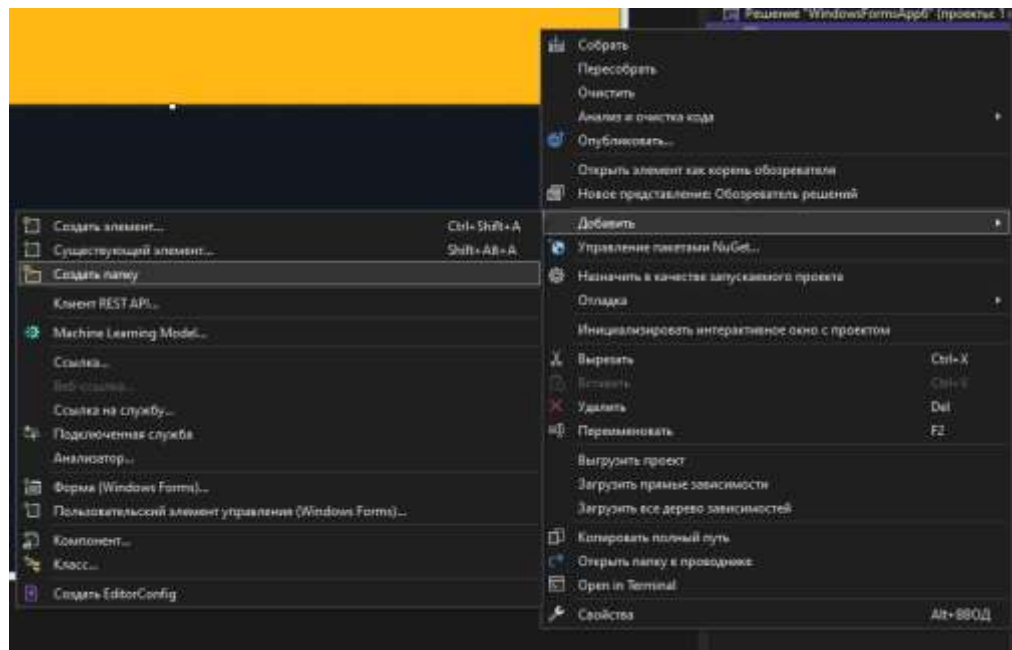 Решение "WindowsFormsApp6" (проекты: 1
Собрать
Пересобрать
Очистить
Анализ и очистка кода
Опубликовать...
Открыть элемент как корень обозревателя
Новое представление: Обозреватель решений
Добавить
Управление пакетами NuGet...
Назначить в качестве запускаемого проекта
Отладка
Инициализировать интерактивное окно с проектом
Вырезать Ctrl+X
Вставить Ctrl+V
Удалить Del
Переименовать F2
Выгрузить проект
Загрузить прямые зависимости
Загрузить все дерево зависимостей
Копировать полный путь
Открыть папку в проводнике
Open in Terminal
Свойства Alt+ВВОД
Создать элемент... Ctrl+Shift+A
Существующий элемент... Shift+Alt+A
Создать папку
Клиент REST API...
Machine Learning Model...
Ссылка...
Веб-ссылка...
Ссылка на службу...
Подключенная служба
Анализатор...
Форма (Windows Forms)...
Пользовательский элемент управления (Windows Forms)...
Компонент...
Класс...
Создать EditorConfig